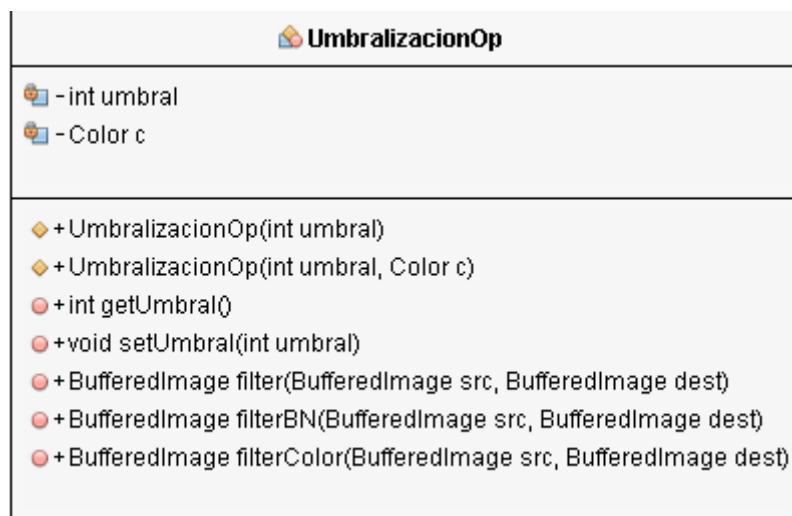 UmbralizacionOp
- int umbral
- Color c
+ UmbralizacionOp(int umbral)
+ UmbralizacionOp(int umbral, Color c)
+ int getUmbral()
+ void setUmbral(int umbral)
+ BufferedImage filter(BufferedImage src, BufferedImage dest)
+ BufferedImage filterBN(BufferedImage src, BufferedImage dest)
+ BufferedImage filterColor(BufferedImage src, BufferedImage dest)